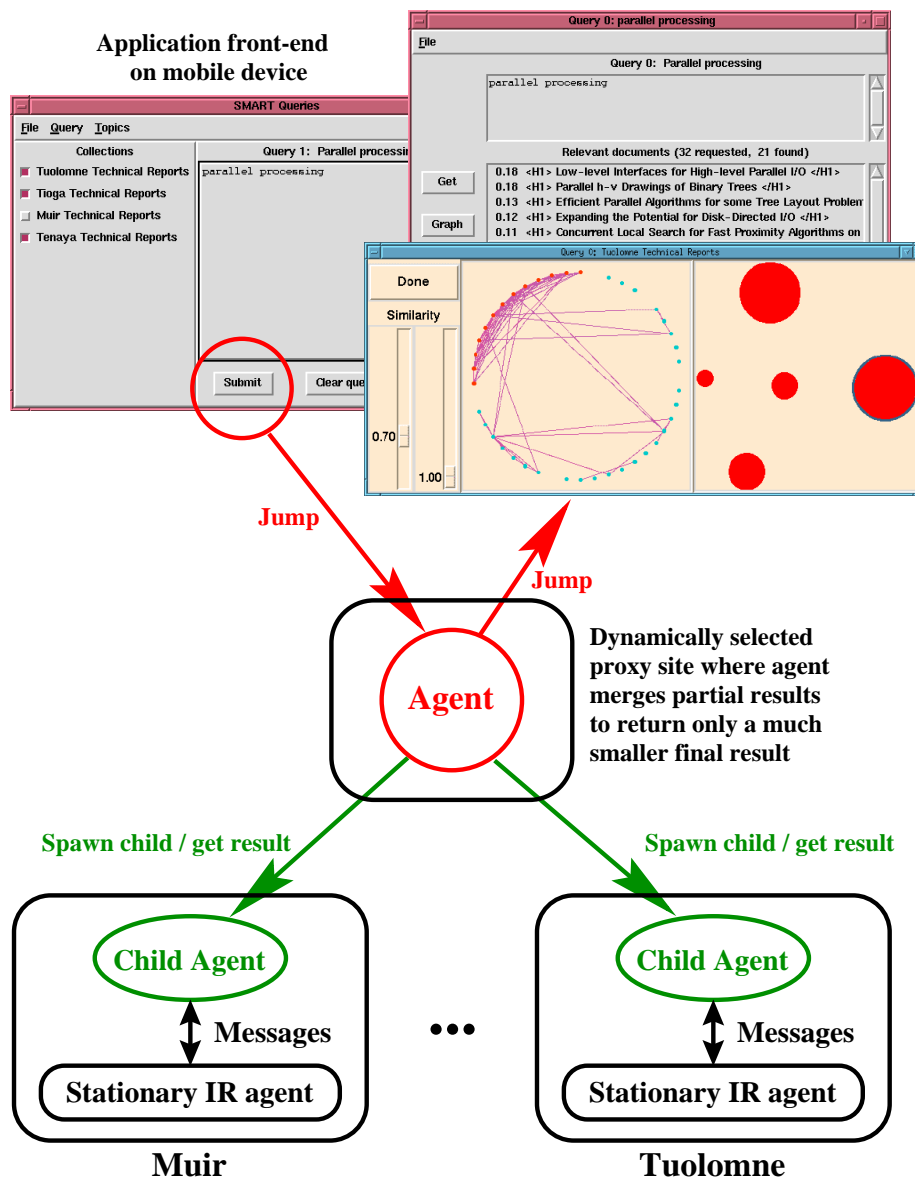 Application front-end
on mobile device
Query 0: parallel processing
File
Query 0: Parallel processing
parallel processing
Relevant documents (32 requested, 21 found)
Get
Graph
0.18 <H1> Low-level Interfaces for High-level Parallel I/O </H1>
0.18 <H1> Parallel h-v Drawings of Binary Trees </H1>
0.13 <H1> Efficient Parallel Algorithms for some Tree Layout Problem
0.12 <H1> Expanding the Potential for Disk-Directed I/O </H1>
0.11 <H1> Concurrent Local Search for Fast Proximity Algorithms on
SMART Queries
File Query Topics
Collections
Tuolomne Technical Reports
Tioga Technical Reports
Muir Technical Reports
Tenaya Technical Reports
Query 1: Parallel processin
parallel processing
Submit
Clear que
Query 0: Tuolomne Technical Reports
Done
Similarity
0.70
1.00
Jump
Jump
Agent
Dynamically selected
proxy site where agent
merges partial results
to return only a much
smaller final result
Spawn child / get result
Spawn child / get result
Child Agent
Messages
Stationary IR agent
Muir
•••
Child Agent
Messages
Stationary IR agent
Tuolomne